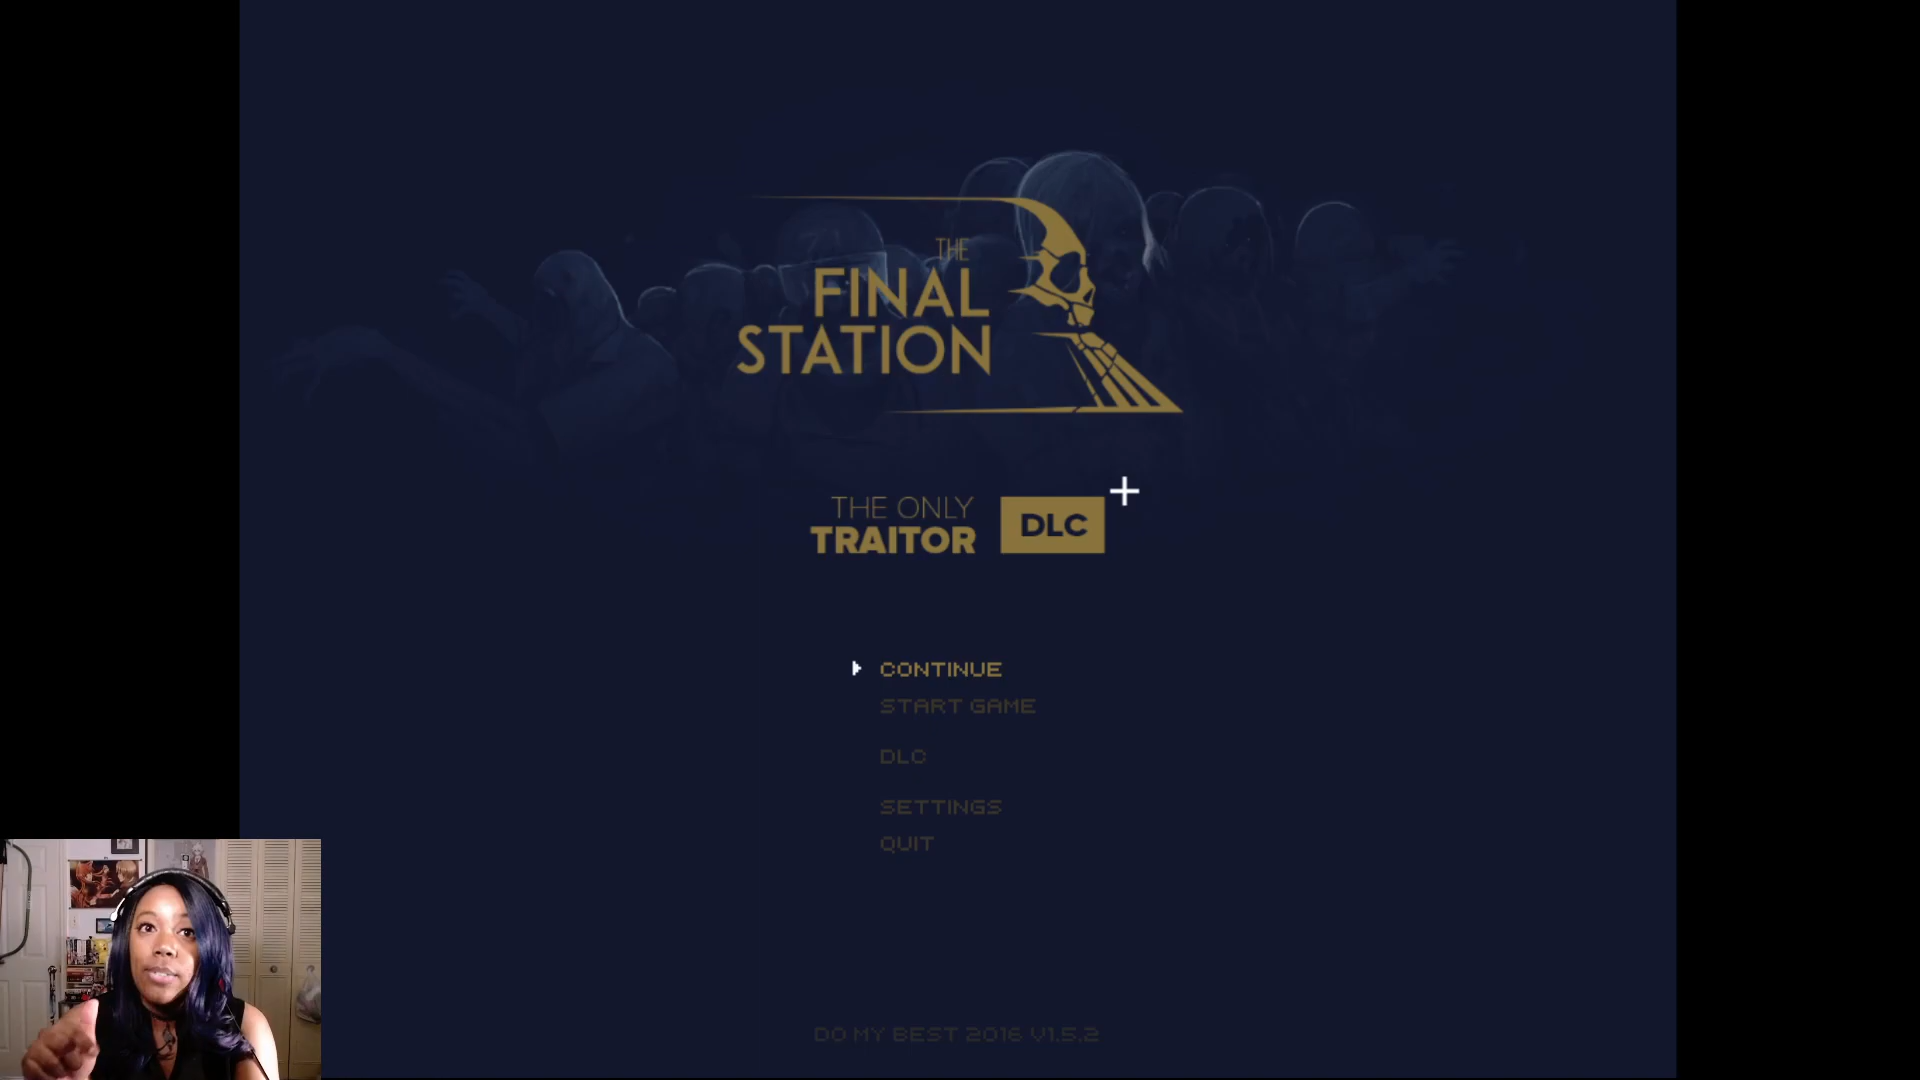 THE
FINAL
STATION
THE ONLY
TRAITOR
DLC
CONTINUE
START GAME
DLC
SETTINGS
QUIT
DO MY BEST 2016 V1.5.2